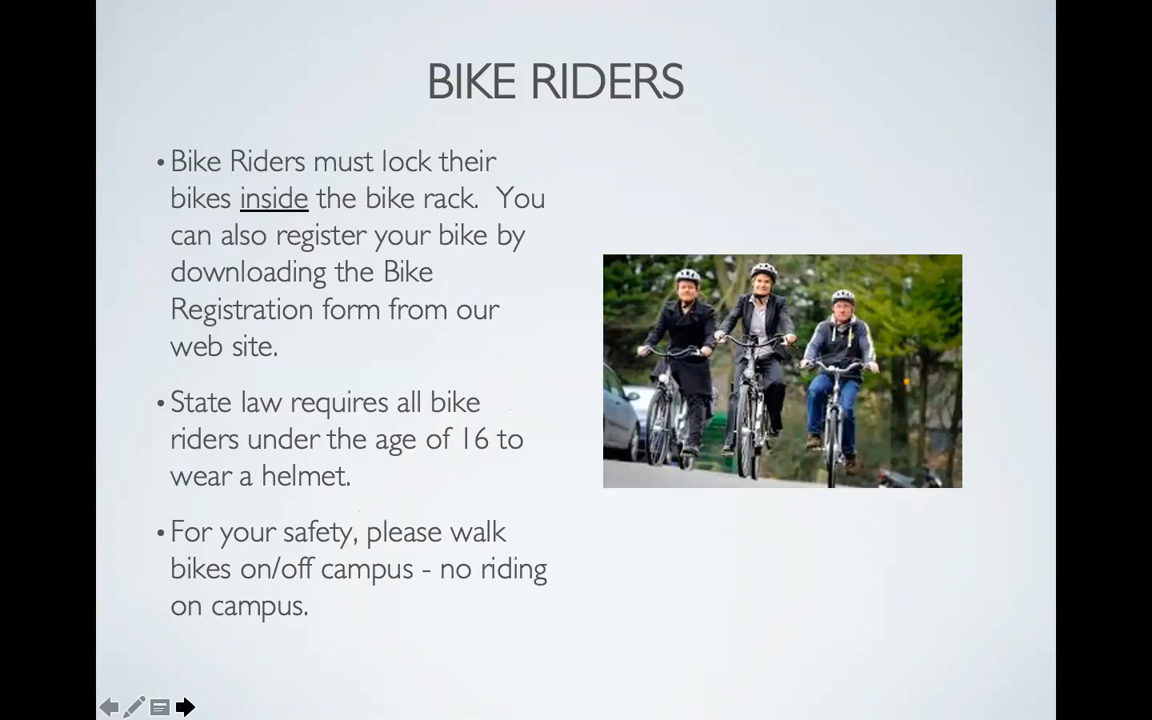 BIKE RIDERS
• Bike Riders must lock their
bikes inside the bike rack.  You
can also register your bike by
downloading the Bike
Registration form from our
web site.
• State law requires all bike
riders under the age of 16 to
wear a helmet.
• For your safety, please walk
bikes on/off campus - no riding
on campus.